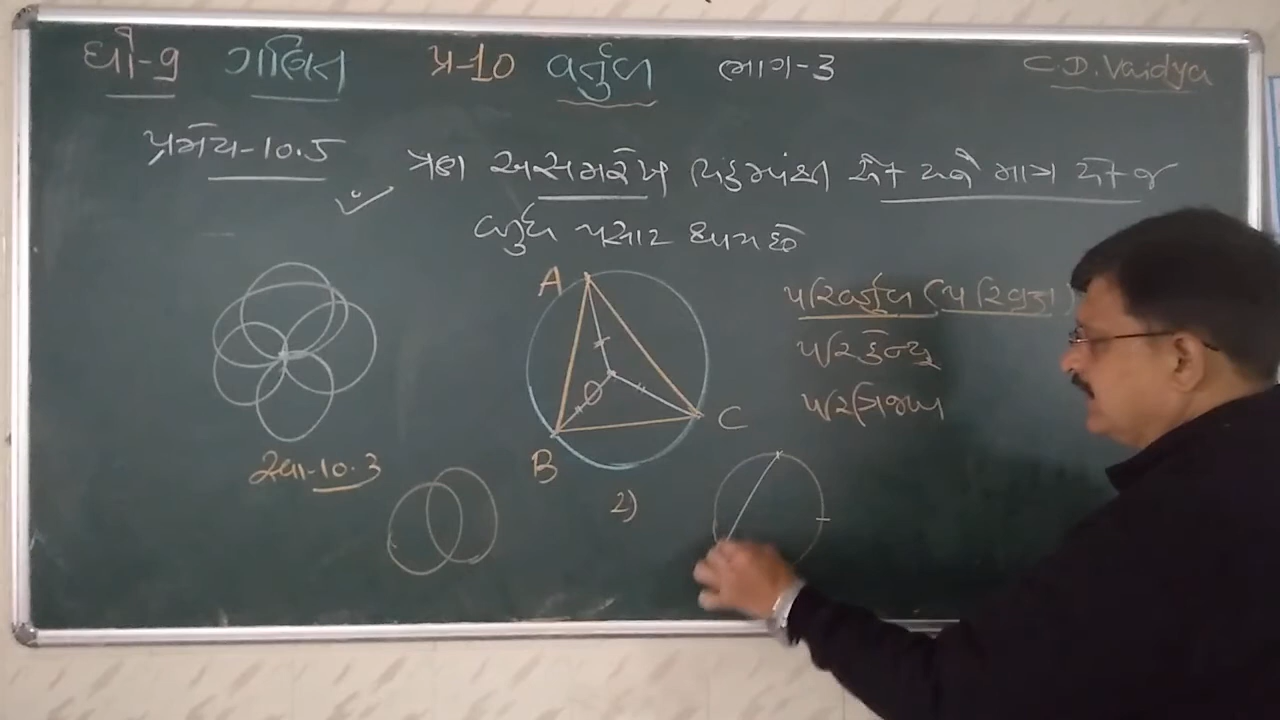 ધો-9 ગણિત પ્ર-10 વર્તુળ ભાગ-3 C.D.Vaidya
પ્રમેય-10.5
ત્રણ અસમરેખ બિંદુમાંથી એક અને માત્ર એક જ
વર્તુળ પસાર થાય છે
A
B
C
O
પરિવર્તુળ (પરિવૃત્ત)
પરિકેન્દ્ર
પરિત્રિજ્યા
સ્વા-10.3
2)